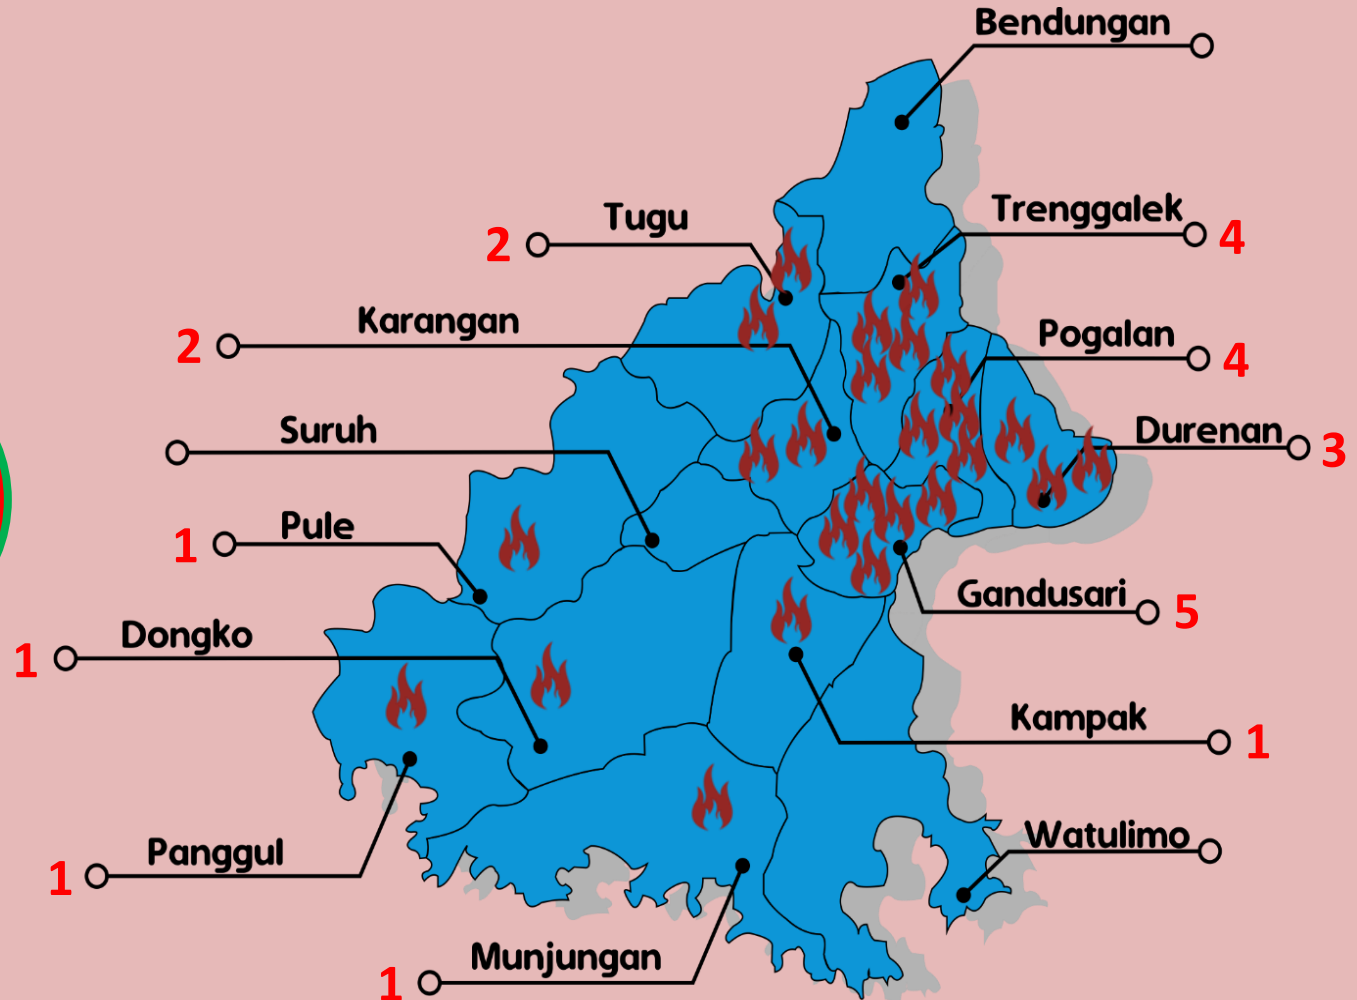 Bendungan
Trenggalek 4
Tugu 2
Karangan 2
Pogalan 4
Suruh
Durenan 3
Pule 1
Gandusari 5
Dongko 1
Kampak 1
Watulimo
Panggul 1
Munjungan 1